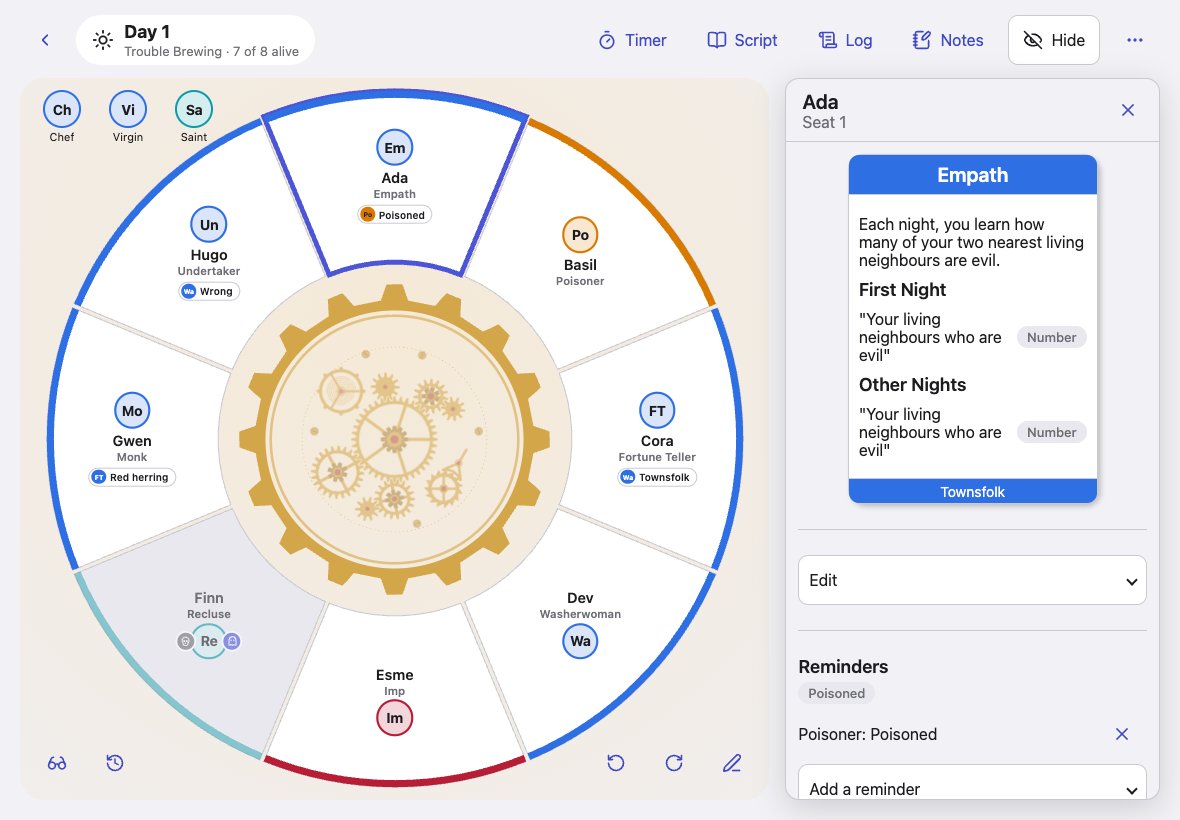 Day 1
Trouble Brewing · 7 of 8 alive
Timer
Script
Log
Notes
Hide
Ch
Chef
Vi
Virgin
Sa
Saint
Em
Ada
Empath
Po
Poisoned
Po
Basil
Poisoner
FT
Cora
Fortune Teller
Wa
Townsfolk
Dev
Washerwoman
Wa
Esme
Imp
Im
Finn
Recluse
Re
Mo
Gwen
Monk
FT
Red herring
Un
Hugo
Undertaker
Wa
Wrong
Ada
Seat 1
Empath
Each night, you learn how
many of your two nearest living
neighbours are evil.
First Night
"Your living
neighbours who are
evil"
Number
Other Nights
"Your living
neighbours who are
evil"
Number
Townsfolk
Edit
Reminders
Poisoned
Poisoner: Poisoned
Add a reminder